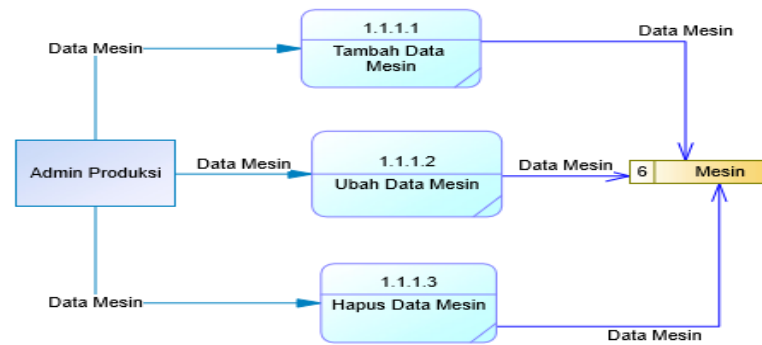 1.1.1.1
Data Mesin
Data Mesin
Tambah Data
Mesin
1.1.1.2
Data Mesin
Data Mesin
Admin Produksi
6 Mesin
Ubah Data Mesin
1.1.1.3
Data Mesin
Hapus Data Mesin
Data Mesin